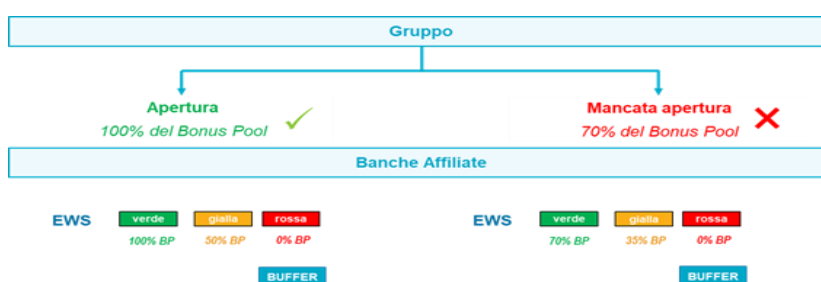 Gruppo
Apertura
100% del Bonus Pool
Mancata apertura
70% del Bonus Pool
Banche Affiliate
EWS verde gialla rossa
100% BP 50% BP 0% BP
BUFFER
EWS verde gialla rossa
70% BP 35% BP 0% BP
BUFFER